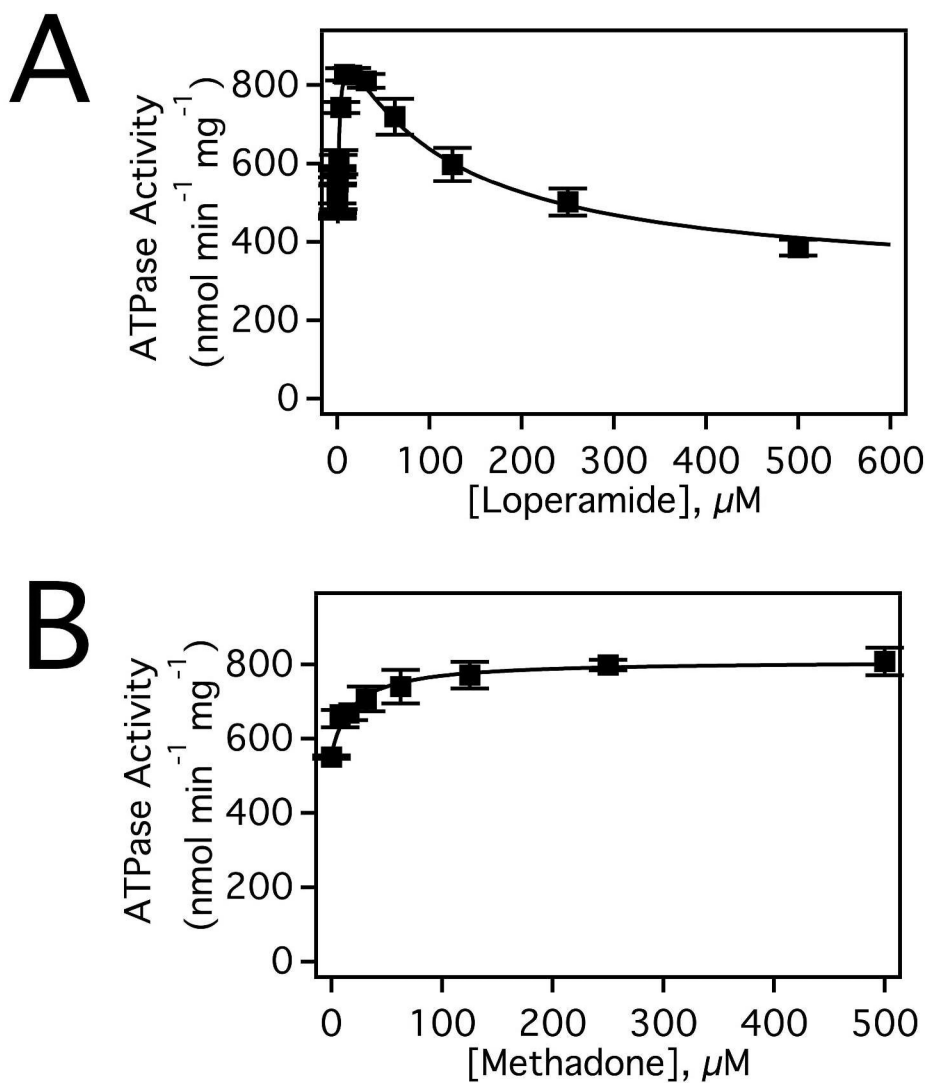 A
ATPase Activity
(nmol min⁻¹ mg⁻¹)
800
600
400
200
0
0 100 200 300 400 500 600
[Loperamide], µM
B
ATPase Activity
(nmol min⁻¹ mg⁻¹)
800
600
400
200
0
0 100 200 300 400 500
[Methadone], µM